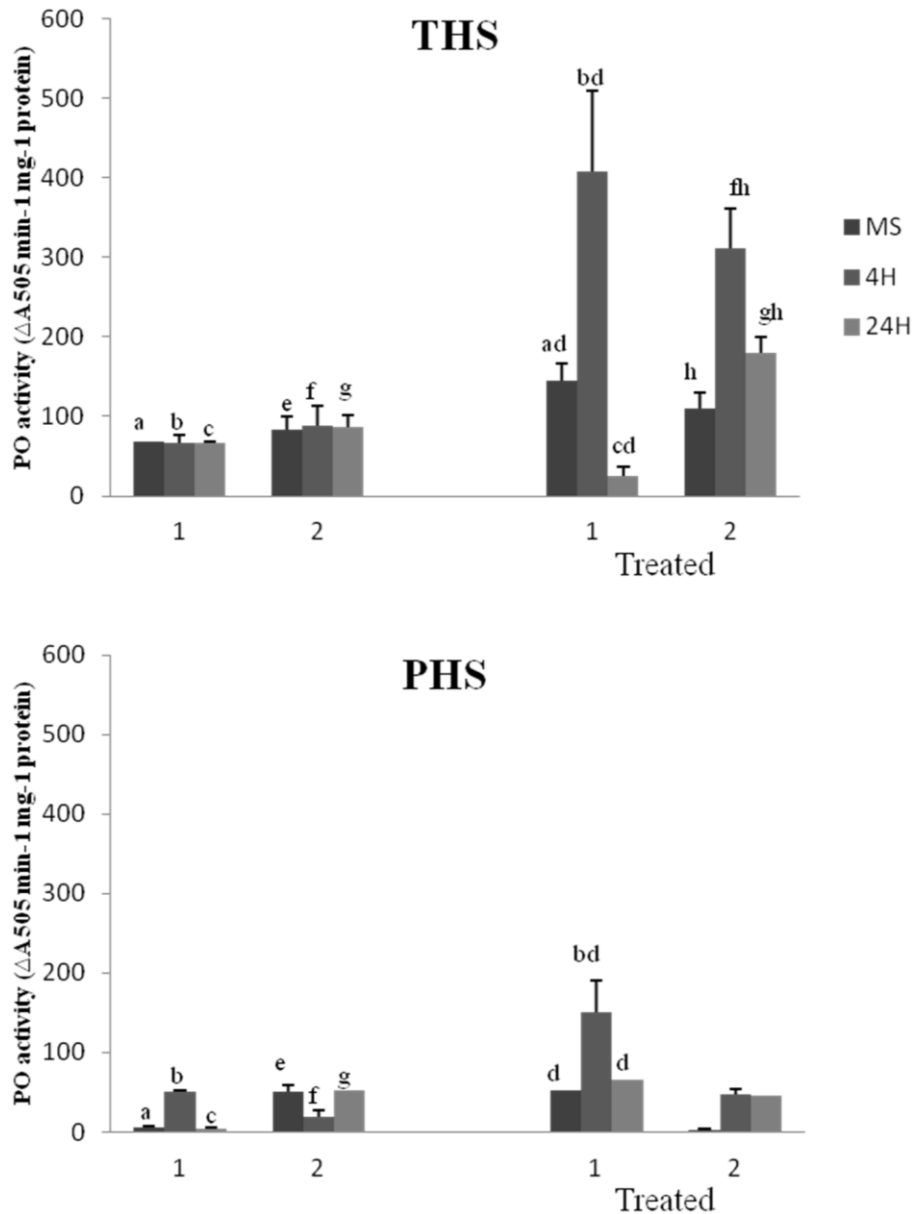 THS
PO activity (△A505 min-1 mg-1 protein)
600
500
400
300
200
100
0
a b c
e f g
ad bd cd
h fh gh
1 2 1 2
Treated
MS
4H
24H
PHS
PO activity (△A505 min-1 mg-1 protein)
600
500
400
300
200
100
0
a b c
e f g
d bd d
1 2 1 2
Treated